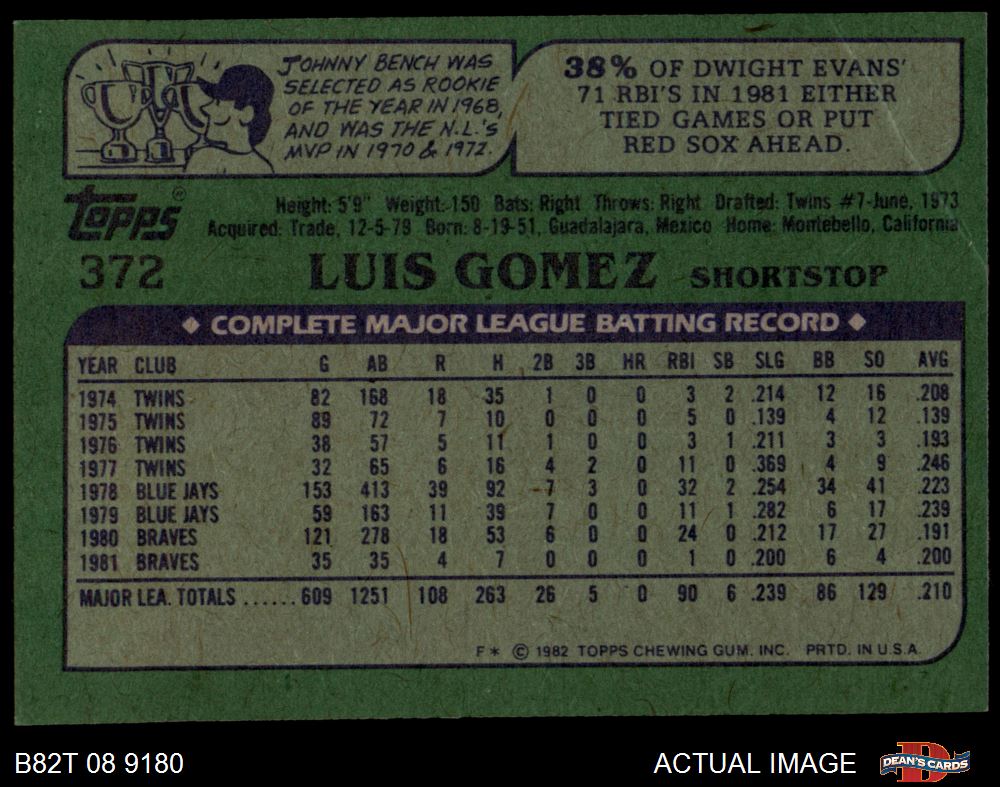 JOHNNY BENCH WAS
SELECTED AS ROOKIE
OF THE YEAR IN 1968,
AND WAS THE N.L.'S
MVP IN 1970 & 1972.
38% OF DWIGHT EVANS'
71 RBI'S IN 1981 EITHER
TIED GAMES OR PUT
RED SOX AHEAD.
TOPPS®
Height: 5'9" Weight: 150 Bats: Right Throws: Right Drafted: Twins #7-June, 1973
Acquired: Trade, 12-5-79 Born: 8-19-51, Guadalajara, Mexico Home: Montebello, California
372 LUIS GOMEZ SHORTSTOP
◆ COMPLETE MAJOR LEAGUE BATTING RECORD ◆
YEAR CLUB G AB R H 2B 3B HR RBI SB SLG BB SO AVG
1974 TWINS 82 168 18 35 1 0 0 3 2 .214 12 16 .208
1975 TWINS 89 72 7 10 0 0 0 5 0 .139 4 12 .139
1976 TWINS 38 57 5 11 1 0 0 3 1 .211 3 3 .193
1977 TWINS 32 65 6 16 4 2 0 11 0 .369 4 9 .246
1978 BLUE JAYS 153 413 39 92 7 3 0 32 2 .254 34 41 .223
1979 BLUE JAYS 59 163 11 39 7 0 0 11 1 .282 6 17 .239
1980 BRAVES 121 278 18 53 6 0 0 24 0 .212 17 27 .191
1981 BRAVES 35 35 4 7 0 0 0 1 0 .200 6 4 .200
MAJOR LEA. TOTALS ...... 609 1251 108 263 26 5 0 90 6 .239 86 129 .210
F* © 1982 TOPPS CHEWING GUM, INC. PRTD. IN U.S.A.
B82T 08 9180 ACTUAL IMAGE DEAN'S CARDS